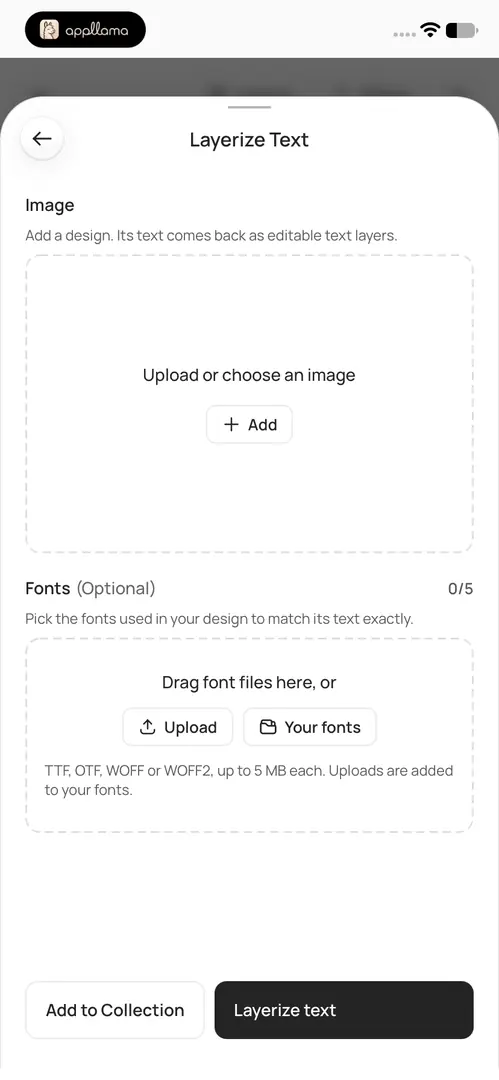 appllama
Layerize Text
Image
Add a design. Its text comes back as editable text layers.
Upload or choose an image
Add
Fonts (Optional) 0/5
Pick the fonts used in your design to match its text exactly.
Drag font files here, or
Upload Your fonts
TTF, OTF, WOFF or WOFF2, up to 5 MB each. Uploads are added
to your fonts.
Add to Collection Layerize text